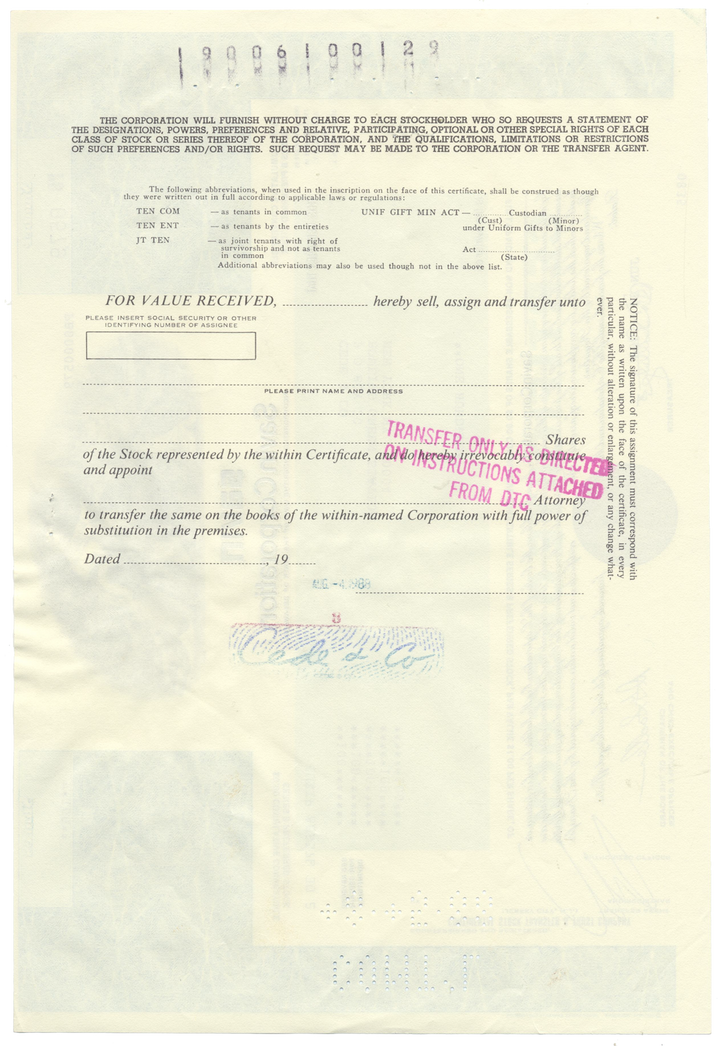 19006100129
THE CORPORATION WILL FURNISH WITHOUT CHARGE TO EACH STOCKHOLDER WHO SO REQUESTS A STATEMENT OF
THE DESIGNATIONS, POWERS, PREFERENCES AND RELATIVE, PARTICIPATING, OPTIONAL OR OTHER SPECIAL RIGHTS OF EACH
CLASS OF STOCK OR SERIES THEREOF OF THE CORPORATION, AND THE QUALIFICATIONS, LIMITATIONS OR RESTRICTIONS
OF SUCH PREFERENCES AND/OR RIGHTS. SUCH REQUEST MAY BE MADE TO THE CORPORATION OR THE TRANSFER AGENT.
The following abbreviations, when used in the inscription on the face of this certificate, shall be construed as though
they were written out in full according to applicable laws or regulations:
TEN COM — as tenants in common
TEN ENT — as tenants by the entireties
JT TEN — as joint tenants with right of
survivorship and not as tenants
in common
UNIF GIFT MIN ACT — ........... Custodian ...........
(Cust) (Minor)
under Uniform Gifts to Minors
Act ...........................
(State)
Additional abbreviations may also be used though not in the above list.
FOR VALUE RECEIVED, ...................... hereby sell, assign and transfer unto
PLEASE INSERT SOCIAL SECURITY OR OTHER
IDENTIFYING NUMBER OF ASSIGNEE
PLEASE PRINT NAME AND ADDRESS
Shares
of the Stock represented by the within Certificate, and do hereby irrevocably constitute
and appoint
Attorney
to transfer the same on the books of the within-named Corporation with full power of
substitution in the premises.
Dated ......................................, 19.......
TRANSFER ONLY AS DIRECTED
ON INSTRUCTIONS ATTACHED
FROM DTC
AUG -4 1988
9
Cede & Co
NOTICE: The signature of this assignment must correspond with
the name as written upon the face of the certificate, in every
particular, without alteration or enlargement, or any change what-
ever.